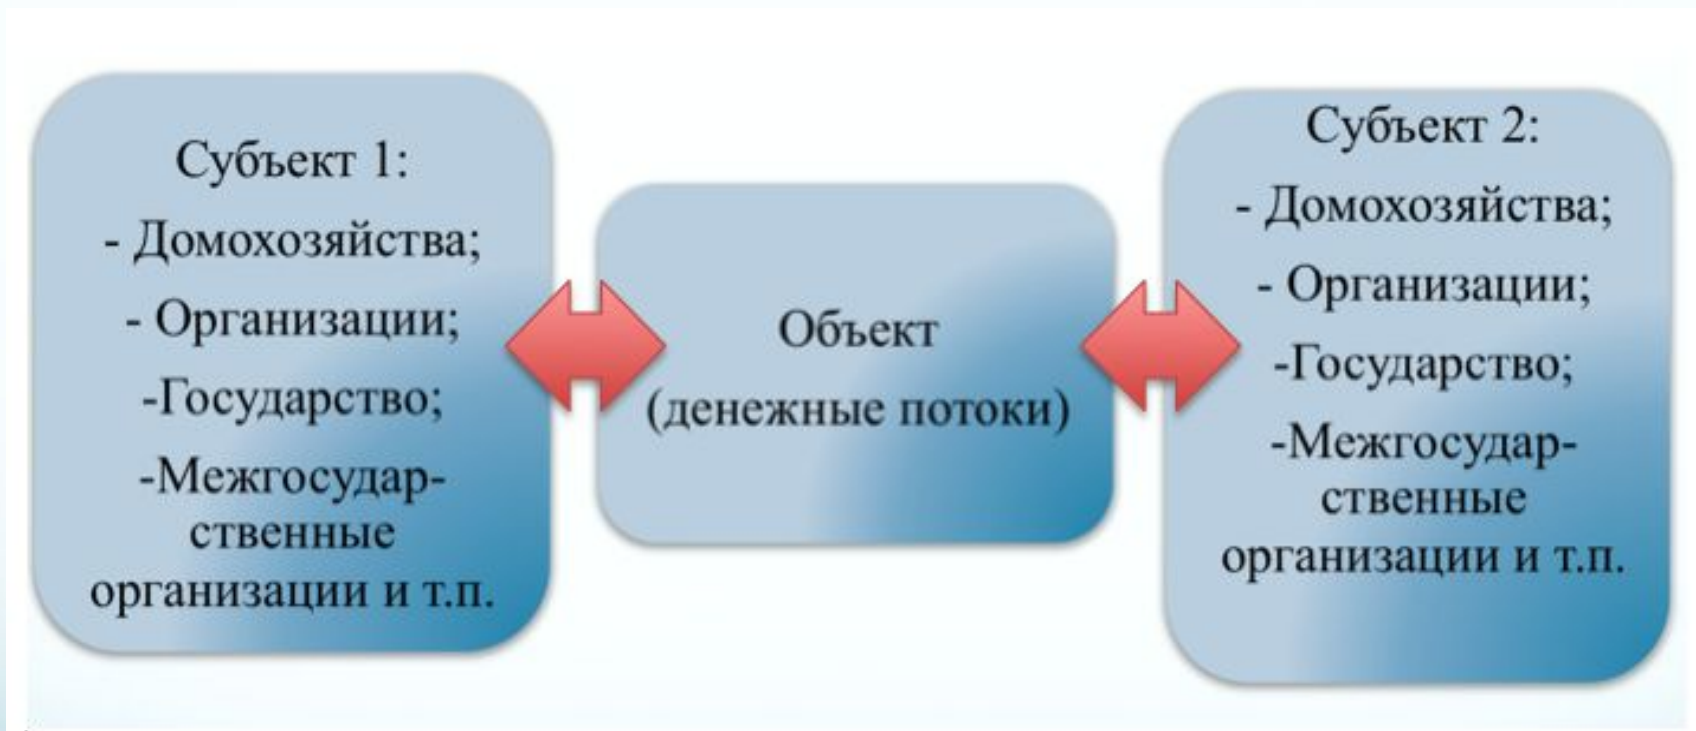 Субъект 1:
- Домохозяйства;
- Организации;
-Государство;
-Межгосудар-
ственные
организации и т.п.
Объект
(денежные потоки)
Субъект 2:
- Домохозяйства;
- Организации;
-Государство;
-Межгосудар-
ственные
организации и т.п.